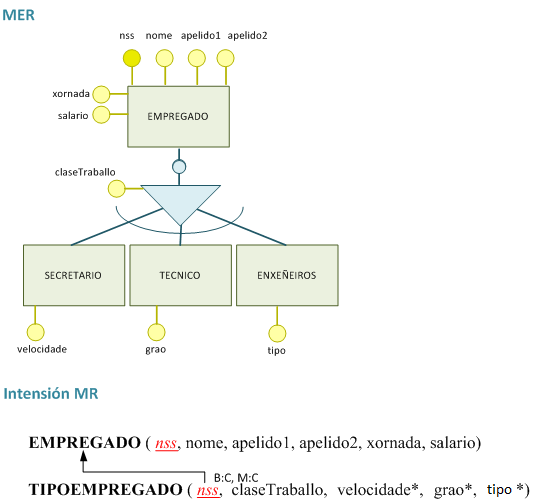 MER
nss nome apelido1 apelido2
xornada
salario
EMPREGADO
claseTraballo
SECRETARIO TECNICO ENXEÑEIROS
velocidade grao tipo
Intensión MR
EMPREGADO ( nss, nome, apelido1, apelido2, xornada, salario)
B:C, M:C
TIPOEMPREGADO ( nss, claseTraballo, velocidade*, grao*, tipo *)